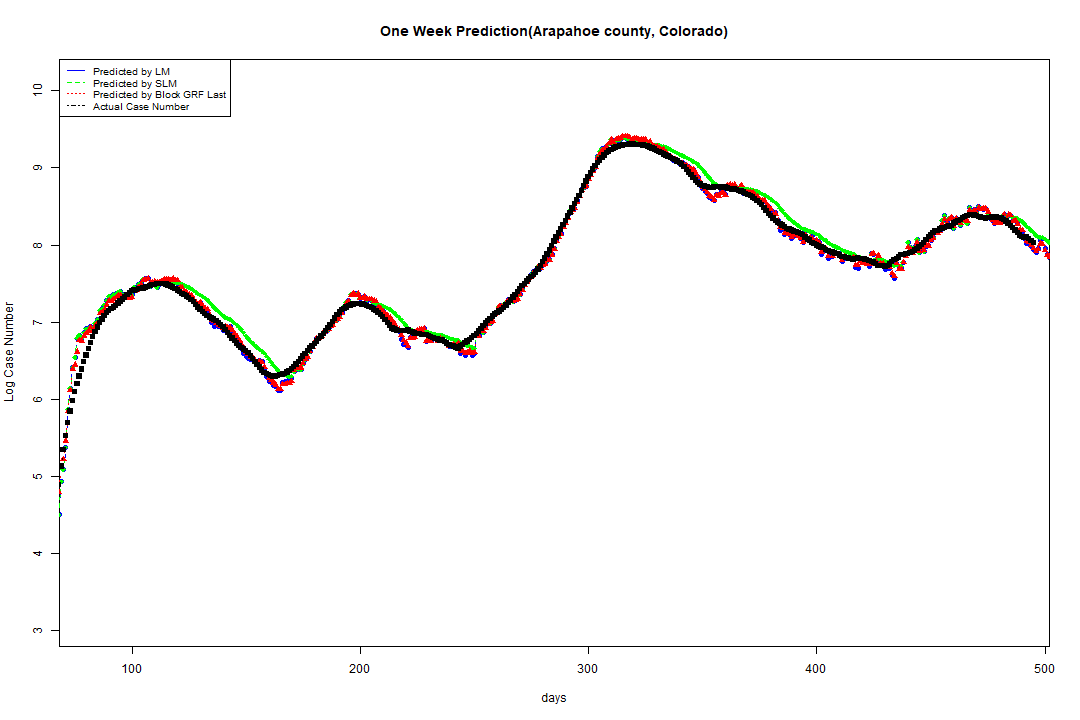 One Week Prediction(Arapahoe county, Colorado)
Predicted by LM
Predicted by SLM
Predicted by Block GRF Last
Actual Case Number
10
9
8
7
6
5
4
3
Log Case Number
100
200
300
400
500
days